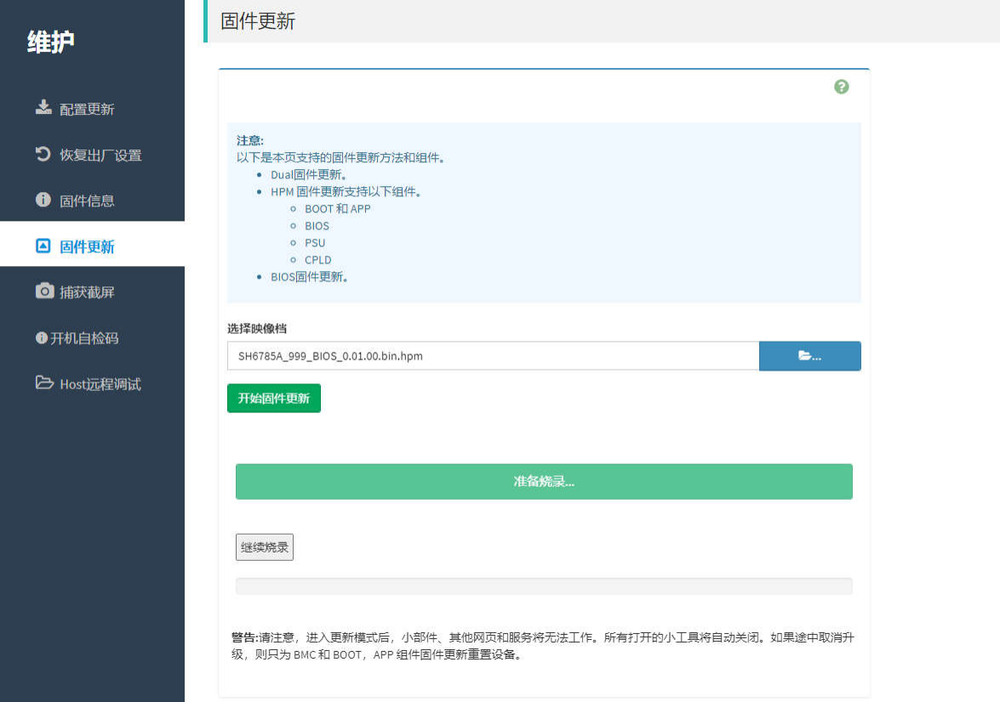 维护
配置更新
恢复出厂设置
固件信息
固件更新
捕获截屏
开机自检码
Host远程调试
固件更新
注意:
以下是本页支持的固件更新方法和组件。
Dual固件更新。
HPM 固件更新支持以下组件。
BOOT 和 APP
BIOS
PSU
CPLD
BIOS固件更新。
选择映像档
SH6785A_999_BIOS_0.01.00.bin.hpm
...
开始固件更新
准备烧录...
继续烧录
警告:请注意，进入更新模式后，小部件、其他网页和服务将无法工作。所有打开的小工具将自动关闭。如果途中取消升
级，则只为 BMC 和 BOOT，APP 组件固件更新重置设备。